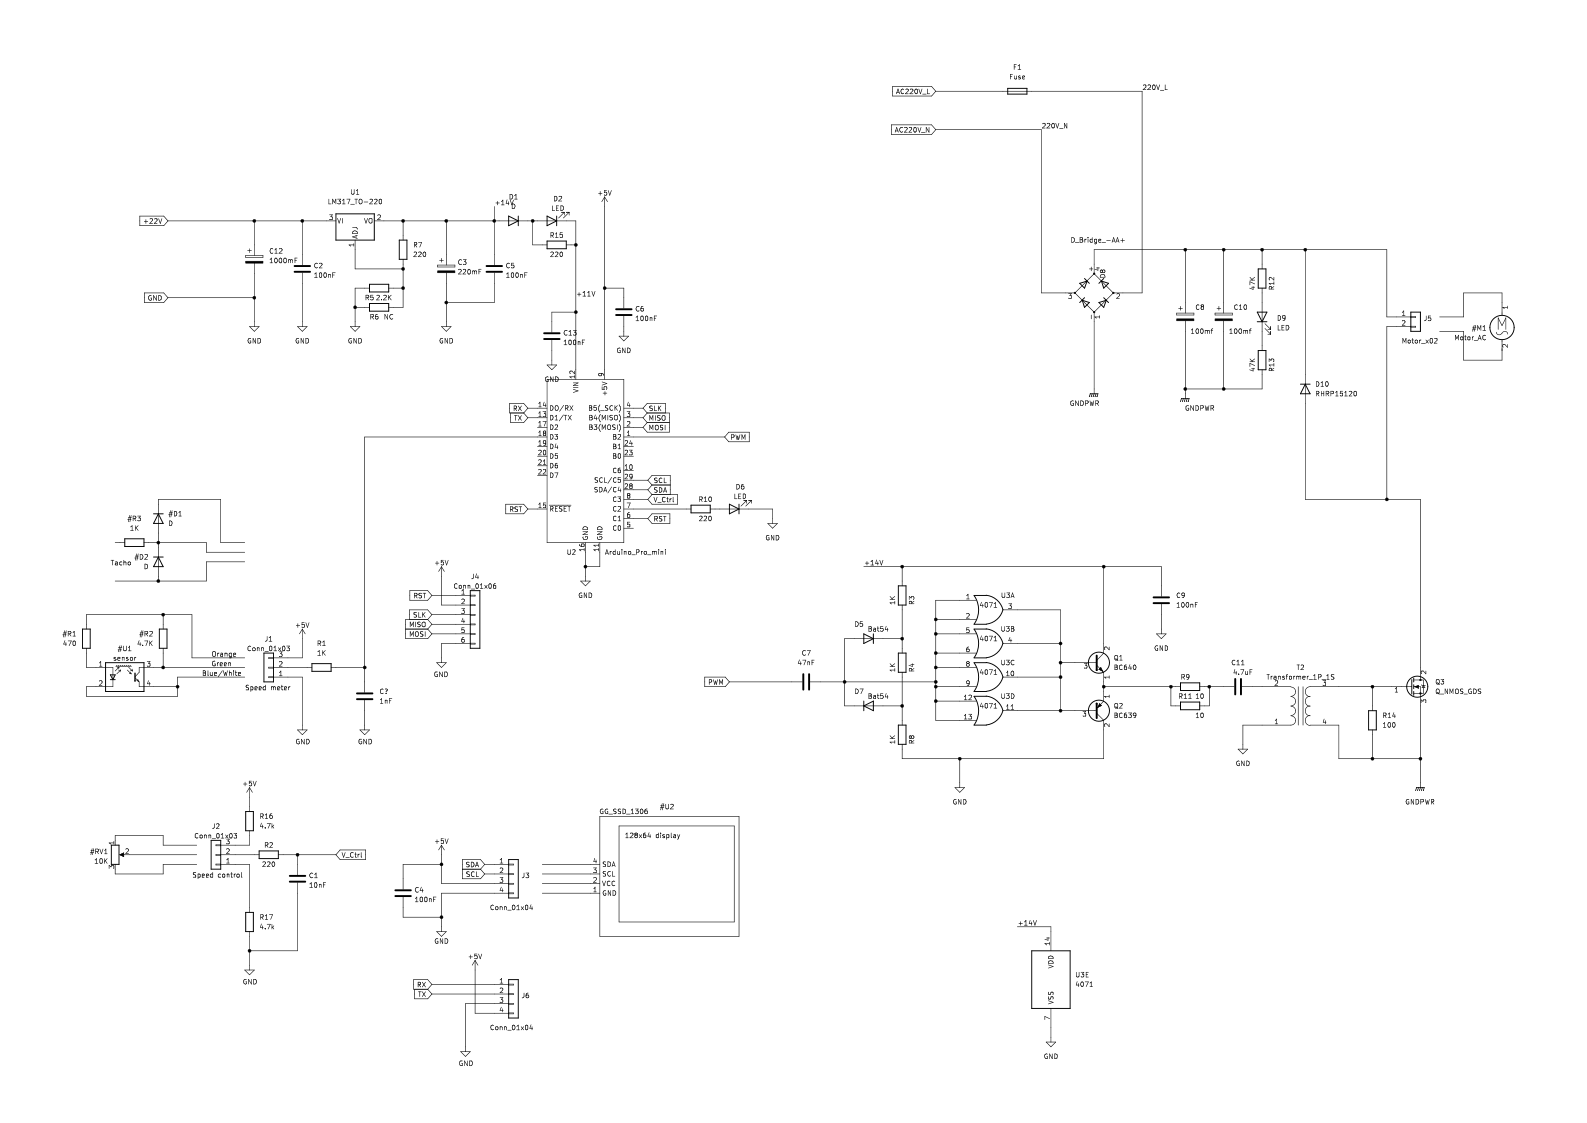 F1
Fuse
AC220V_L
220V_L
AC220V_N
220V_N
U1
LM317_TO-220
+22V
3 VI
VO 2
ADJ
1
+14V
D1
D
D2
LED
+5V
R15
220
R7
220
C12
1000mF
C2
100nF
C3
220mF
C5
100nF
R5 2.2K
R6 NC
GND
GND
GND
GND
GND
+11V
C13
100nF
GND
C6
100nF
GND
D_Bridge_-AA+
D8
+
4
3
2
-
1
GNDPWR
C8
100mf
C10
100mf
47K
R12
D9
LED
47K
R13
GNDPWR
D10
RHRP15120
1
2
J5
Motor_x02
#M1
Motor_AC
M
1
2
12
VIN
9
+5V
RX
14
D0/RX
TX
13
D1/TX
17
D2
18
D3
19
D4
20
D5
21
D6
22
D7
RST
15
RESET
B5(_SCK)
4
SLK
B4(MISO)
3
MISO
B3(MOSI)
2
MOSI
B2
1
PWM
B1
24
B0
23
C6
10
SCL/C5
29
SCL
SDA/C4
28
SDA
C3
8
V_Ctrl
C2
7
C1
6
RST
C0
5
GND
16
GND
11
U2
Arduino_Pro_mini
GND
R10
220
D6
LED
GND
#R3
1K
#D1
D
#D2
D
Tacho
#R1
470
#R2
4.7K
#U1
sensor
1
2
3
4
Orange
Green
Blue/White
J1
Conn_01x03
3
2
1
Speed meter
+5V
R1
1K
C?
1nF
GND
GND
+5V
J4
Conn_01x06
RST
1
2
SLK
3
MISO
4
MOSI
5
6
GND
PWM
C7
47nF
D5
Bat54
D7
Bat54
+14V
1K
R3
1K
R4
1K
R8
1
2
4071
3
U3A
5
6
4071
4
U3B
8
9
4071
10
U3C
12
13
4071
11
U3D
GND
2
3
Q1
BC640
1
1
3
Q2
BC639
2
C9
100nF
GND
R9
10
R11
10
C11
4.7uF
T2
Transformer_1P_1S
2
3
1
4
GND
R14
100
Q3
Q_NMOS_GDS
1
2
3
GNDPWR
+5V
R16
4.7k
J2
Conn_01x03
3
2
1
Speed control
#RV1
10K
2
R2
220
V_Ctrl
C1
10nF
R17
4.7k
GND
+5V
C4
100nF
GND
SDA
1
SCL
2
3
4
J3
Conn_01x04
GG_SSD_1306
#U2
128x64 display
4
SDA
3
SCL
2
VCC
1
GND
+5V
RX
1
TX
2
3
4
J6
Conn_01x04
GND
+14V
14
VDD
VSS
7
U3E
4071
GND